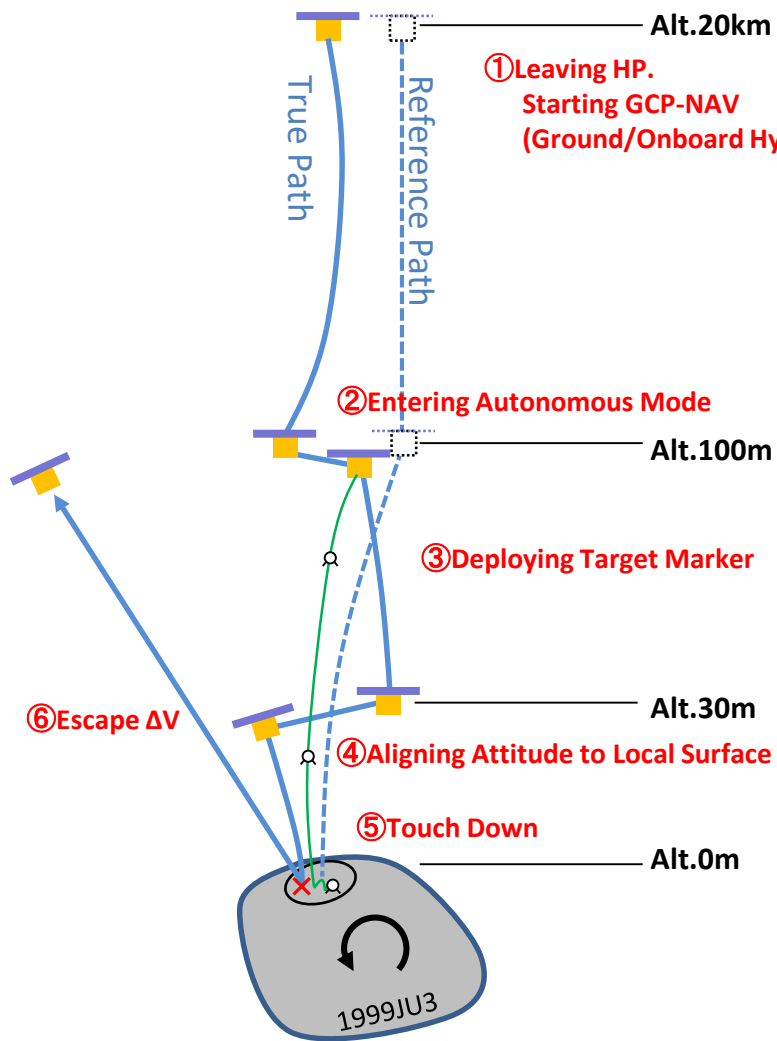 Alt.20km
①Leaving HP.
Starting GCP-NAV
(Ground/Onboard Hy
True Path
Reference Path
②Entering Autonomous Mode
Alt.100m
③Deploying Target Marker
Alt.30m
⑥Escape ΔV
④Aligning Attitude to Local Surface
⑤Touch Down
Alt.0m
1999JU3